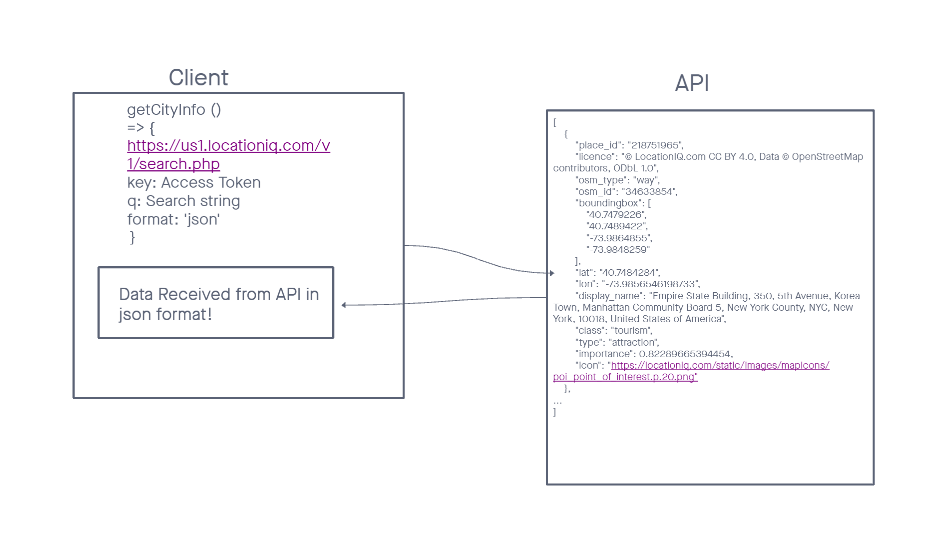 Client
getCityInfo ()
=> {
https://us1.locationiq.com/v
1/search.php
key: Access Token
q: Search string
format: 'json'
}
Data Received from API in
json format!
API
[
{
"place_id": "218751965",
"licence": "© LocationIQ.com CC BY 4.0, Data © OpenStreetMap
contributors, ODbL 1.0",
"osm_type": "way",
"osm_id": "34633854",
"boundingbox": [
"40.7479226",
"40.7489422",
"-73.9864855",
"-73.9848259"
],
"lat": "40.7484284",
"lon": "-73.9856546198733",
"display_name": "Empire State Building, 350, 5th Avenue, Korea
Town, Manhattan Community Board 5, New York County, NYC, New
York, 10018, United States of America",
"class": "tourism",
"type": "attraction",
"importance": 0.82289665394454,
"icon": "https://locationiq.com/static/images/mapicons/
poi_point_of_interest.p.20.png"
},
...
]